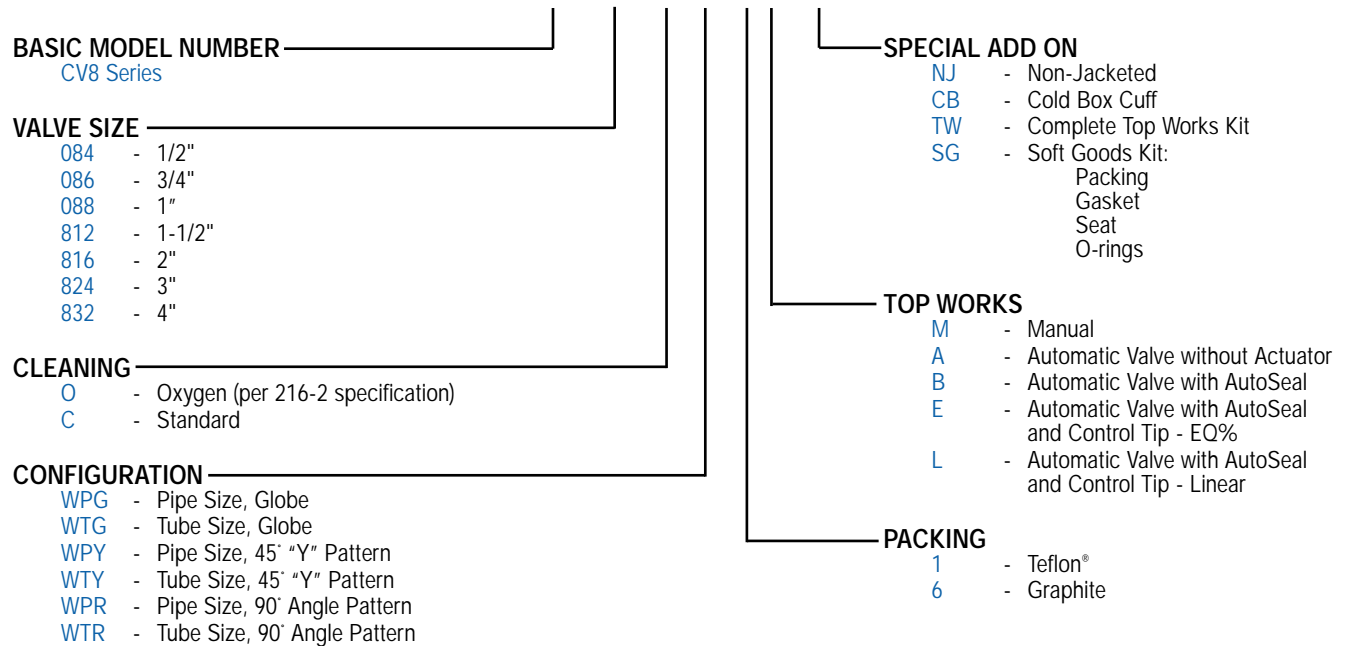 BASIC MODEL NUMBER
CV8 Series
VALVE SIZE
084 - 1/2"
086 - 3/4"
088 - 1"
812 - 1-1/2"
816 - 2"
824 - 3"
832 - 4"
CLEANING
O - Oxygen (per 216-2 specification)
C - Standard
CONFIGURATION
WPG - Pipe Size, Globe
WTG - Tube Size, Globe
WPY - Pipe Size, 45° “Y” Pattern
WTY - Tube Size, 45° “Y” Pattern
WPR - Pipe Size, 90° Angle Pattern
WTR - Tube Size, 90° Angle Pattern
SPECIAL ADD ON
NJ - Non-Jacketed
CB - Cold Box Cuff
TW - Complete Top Works Kit
SG - Soft Goods Kit:
Packing
Gasket
Seat
O-rings
TOP WORKS
M - Manual
A - Automatic Valve without Actuator
B - Automatic Valve with AutoSeal
E - Automatic Valve with AutoSeal
and Control Tip - EQ%
L - Automatic Valve with AutoSeal
and Control Tip - Linear
PACKING
1 - Teflon®
6 - Graphite